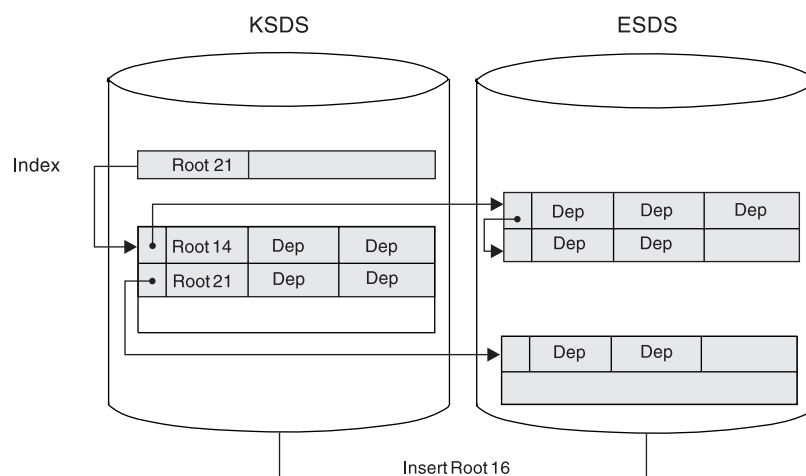 KSDS
ESDS
Index
Root 21
Root 14 Dep Dep
Root 21 Dep Dep
Dep Dep Dep
Dep Dep
Dep Dep
Insert Root 16